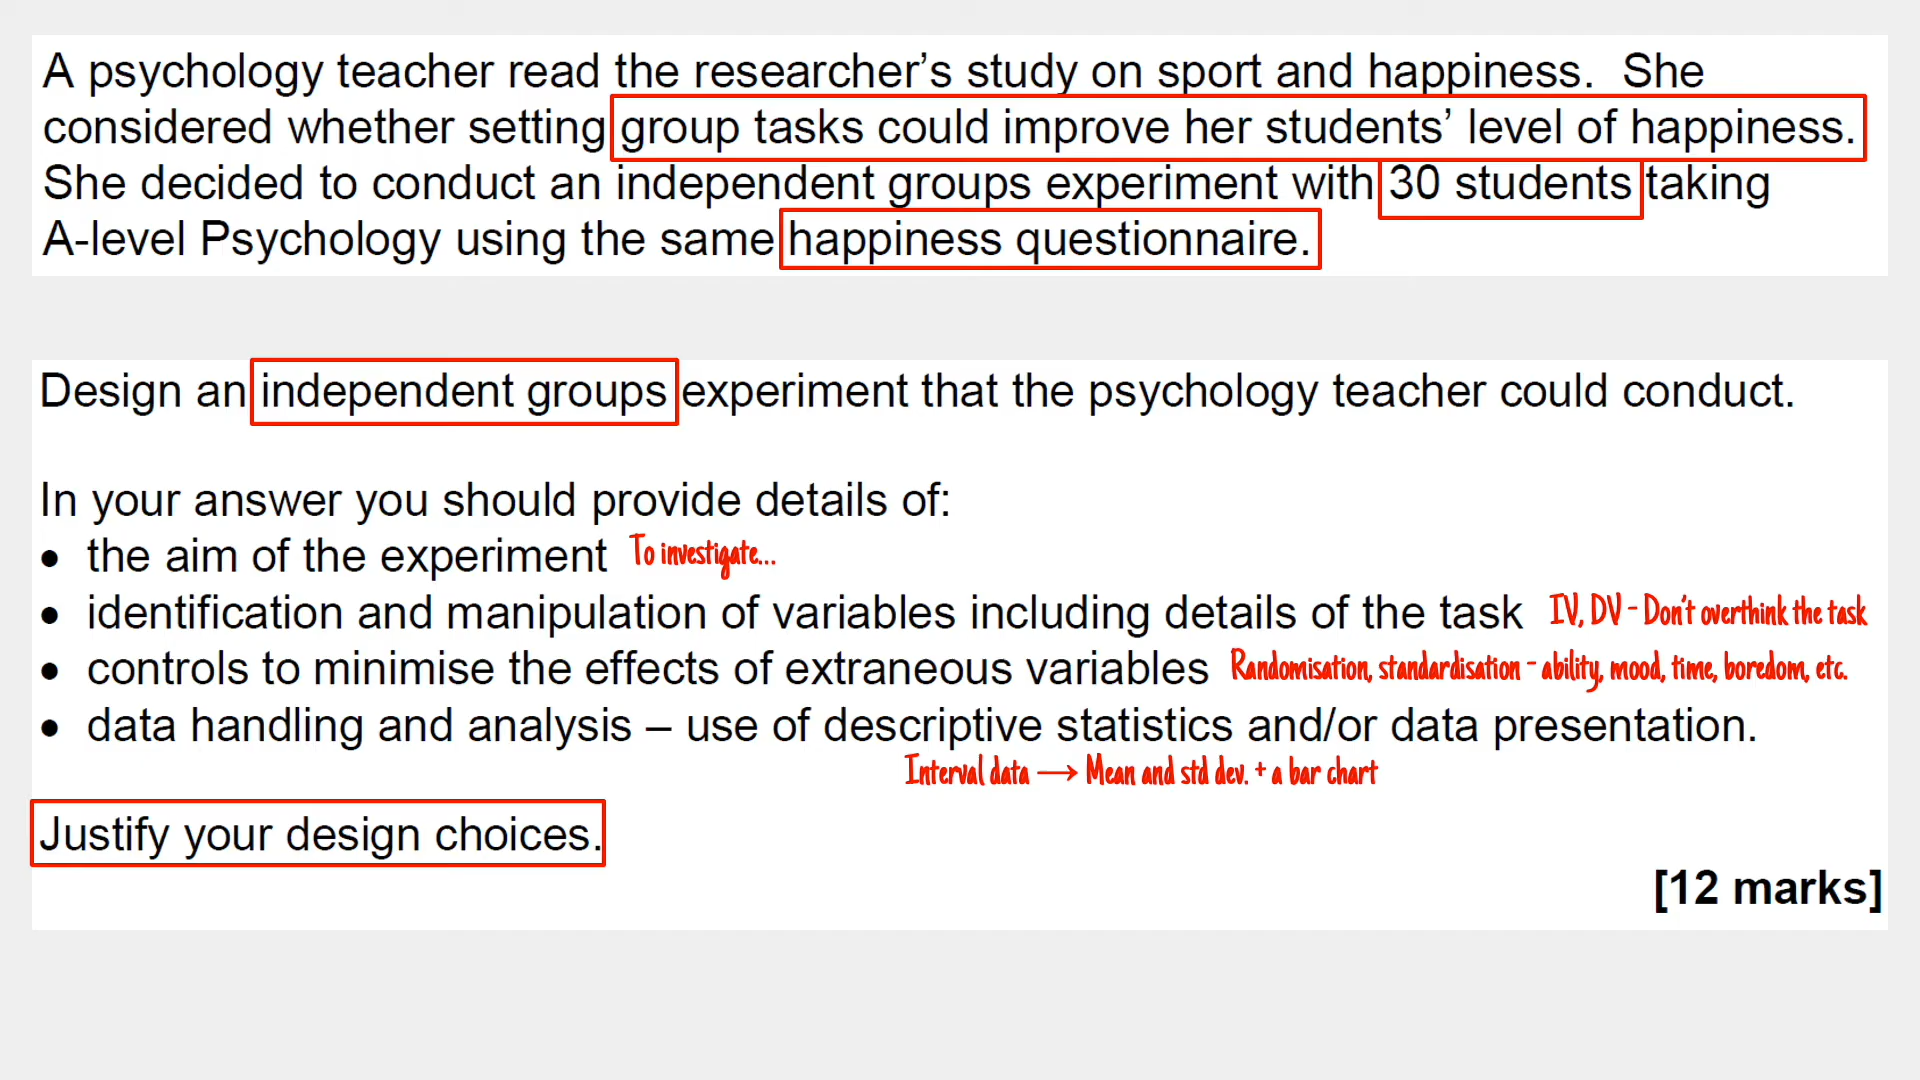 A psychology teacher read the researcher’s study on sport and happiness. She
considered whether setting group tasks could improve her students’ level of happiness.
She decided to conduct an independent groups experiment with 30 students taking
A-level Psychology using the same happiness questionnaire.
Design an independent groups experiment that the psychology teacher could conduct.
In your answer you should provide details of:
• the aim of the experiment To investigate...
• identification and manipulation of variables including details of the task IV, DV - Don't overthink the task
• controls to minimise the effects of extraneous variables Randomisation, standardisation - ability, mood, time, boredom, etc.
• data handling and analysis – use of descriptive statistics and/or data presentation.
Interval data → Mean and std dev. + a bar chart
Justify your design choices.
[12 marks]